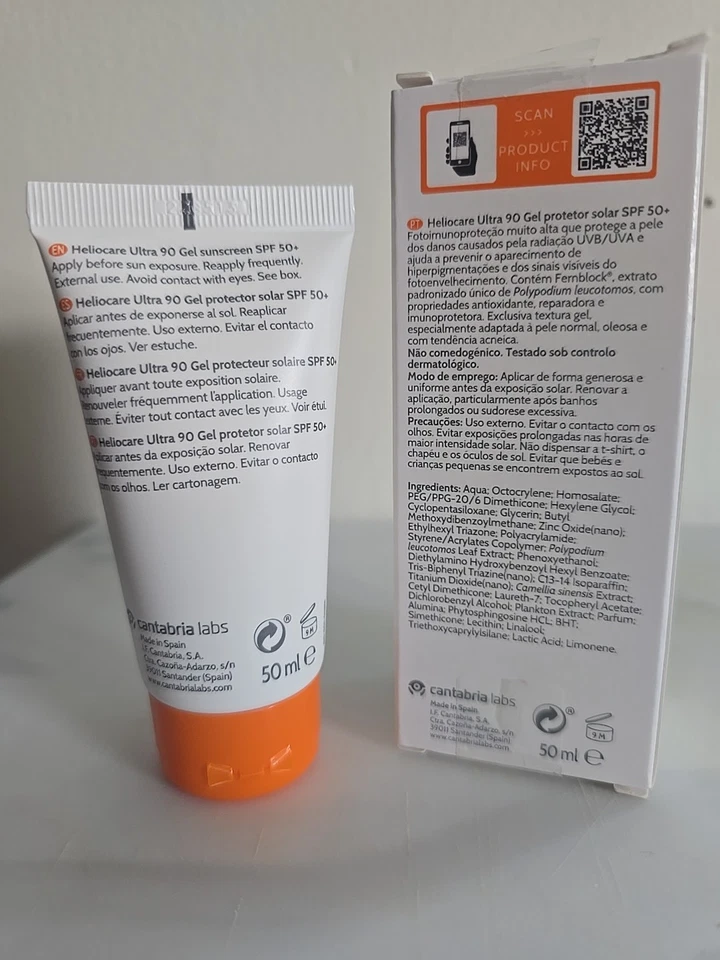 EN Heliocare Ultra 90 Gel sunscreen SPF 50+
Apply before sun exposure. Reapply frequently.
External use. Avoid contact with eyes. See box.
ES Heliocare Ultra 90 Gel protector solar SPF 50+
Aplicar antes de exponerse al sol. Reaplicar
frecuentemente. Uso externo. Evitar el contacto
con los ojos. Ver estuche.
Heliocare Ultra 90 Gel protecteur solaire SPF 50+
Appliquer avant toute exposition solaire.
Renouveler fréquemment l'application. Usage
externe. Éviter tout contact avec les yeux. Voir étui.
Heliocare Ultra 90 Gel protetor solar SPF 50+
Aplicar antes da exposição solar. Renovar
frequentemente. Uso externo. Evitar o contacto
com os olhos. Ler cartonagem.
cantabria labs
Made in Spain
I.F. Cantabria, S.A.
Ctra. Cazoña-Adarzo, s/n
39011 Santander (Spain)
www.cantabrialabs.com
®
9M
50 ml e
SCAN
>>>
PRODUCT
INFO
PT Heliocare Ultra 90 Gel protetor solar SPF 50+
Fotoimunoproteção muito alta que protege a pele
dos danos causados pela radiação UVB/UVA e
ajuda a prevenir o aparecimento de
hiperpigmentações e dos sinais visíveis do
fotoenvelhecimento. Contém Fernblock®, extrato
padronizado único de Polypodium leucotomos, com
propriedades antioxidante, reparadora e
imunoprotetora. Exclusiva textura gel,
especialmente adaptada à pele normal, oleosa e
com tendência acneica.
Não comedogénico. Testado sob controlo
dermatológico.
Modo de emprego: Aplicar de forma generosa e
uniforme antes da exposição solar. Renovar a
aplicação, particularmente após banhos
prolongados ou sudorese excessiva.
Precauções: Uso externo. Evitar o contacto com os
olhos. Evitar exposições prolongadas nas horas de
maior intensidade solar. Não dispensar a t-shirt, o
chapéu e os óculos de sol. Evitar que bebés e
crianças pequenas se encontrem expostos ao sol.
Ingredients: Aqua; Octocrylene; Homosalate;
PEG/PPG-20/6 Dimethicone; Hexylene Glycol;
Cyclopentasiloxane; Glycerin; Butyl
Methoxydibenzoylmethane; Zinc Oxide(nano);
Ethylhexyl Triazone; Polyacrylamide;
Styrene/Acrylates Copolymer; Polypodium
leucotomos Leaf Extract; Phenoxyethanol;
Diethylamino Hydroxybenzoyl Hexyl Benzoate;
Tris-Biphenyl Triazine(nano); C13-14 Isoparaffin;
Titanium Dioxide(nano); Camellia sinensis Extract;
Cetyl Dimethicone; Laureth-7; Tocopheryl Acetate;
Dichlorobenzyl Alcohol; Plankton Extract; Parfum;
Alumina; Phytosphingosine HCL; BHT;
Simethicone; Lecithin; Linalool;
Triethoxycaprylylsilane; Lactic Acid; Limonene.
cantabria labs
Made in Spain
I.F. Cantabria, S.A.
Ctra. Cazoña-Adarzo, s/n
39011 Santander (Spain)
www.cantabrialabs.com
®
9M
50 ml e